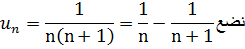 نضع u_n = 1/(n(n + 1)) = 1/n − 1/(n + 1)